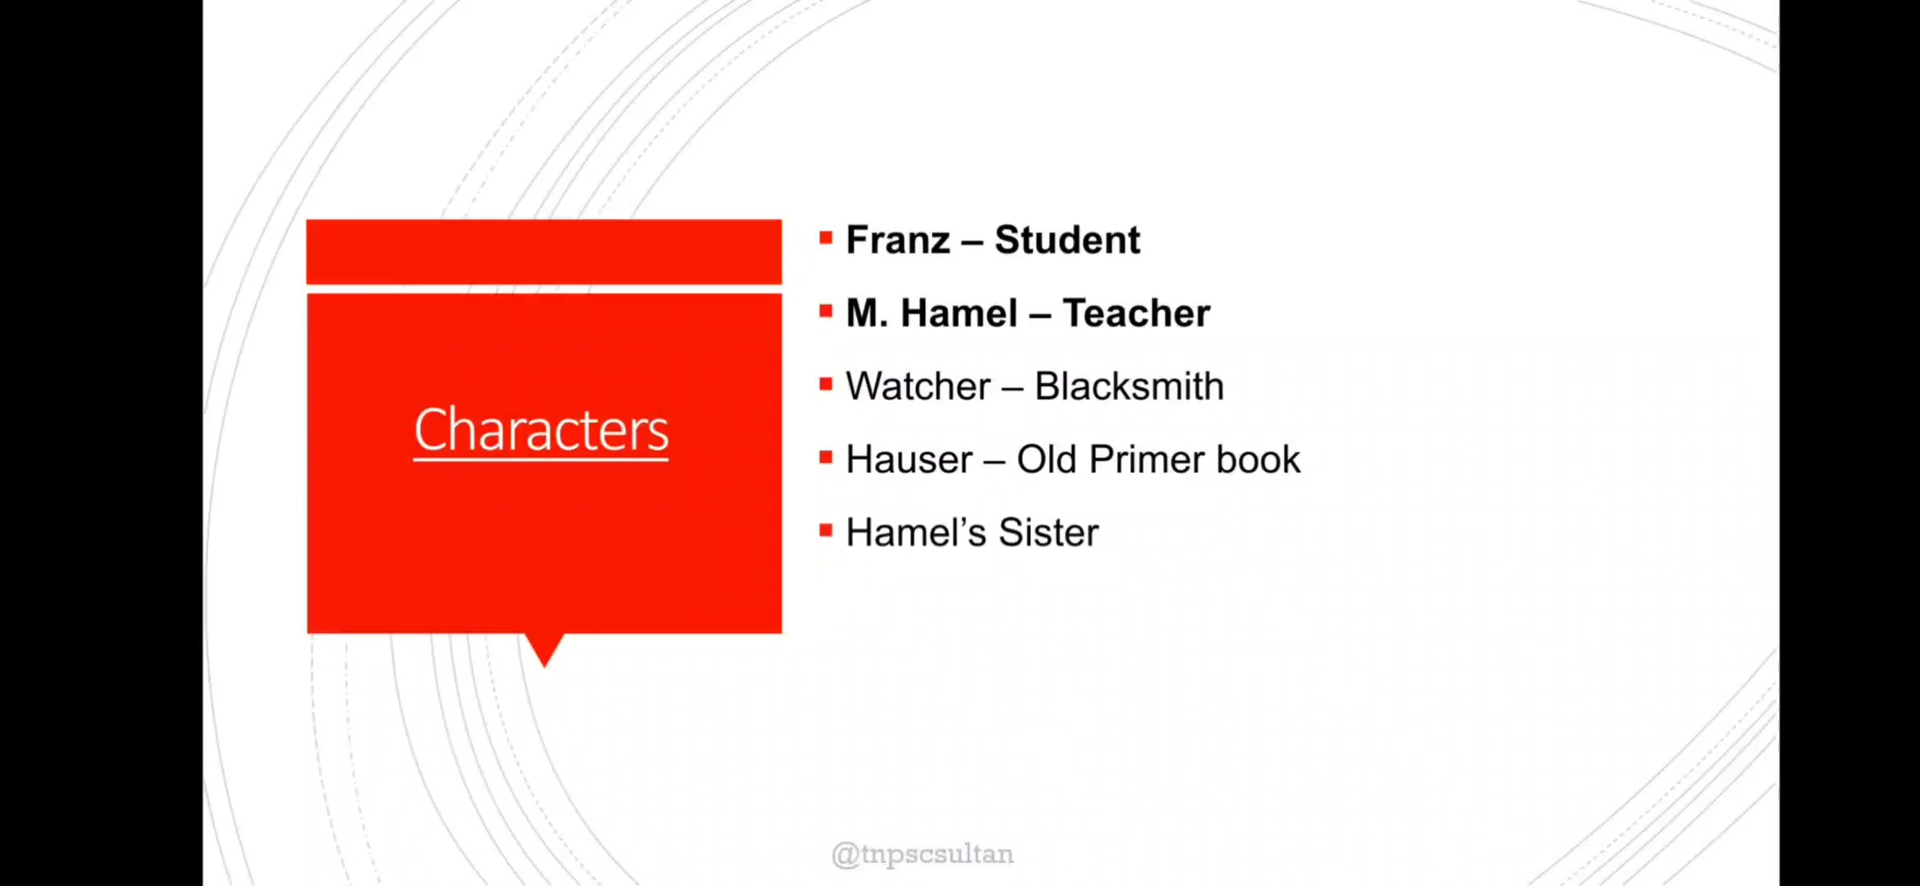 Characters
Franz – Student
M. Hamel – Teacher
Watcher – Blacksmith
Hauser – Old Primer book
Hamel’s Sister
@tnpscsultan